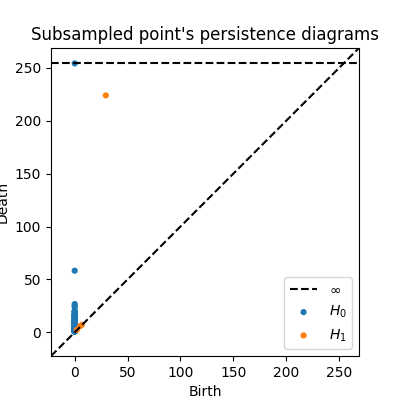 Subsampled point's persistence diagrams
250
200
150
100
50
0
Death
0 50 100 150 200 250
Birth
∞
H₀
H₁